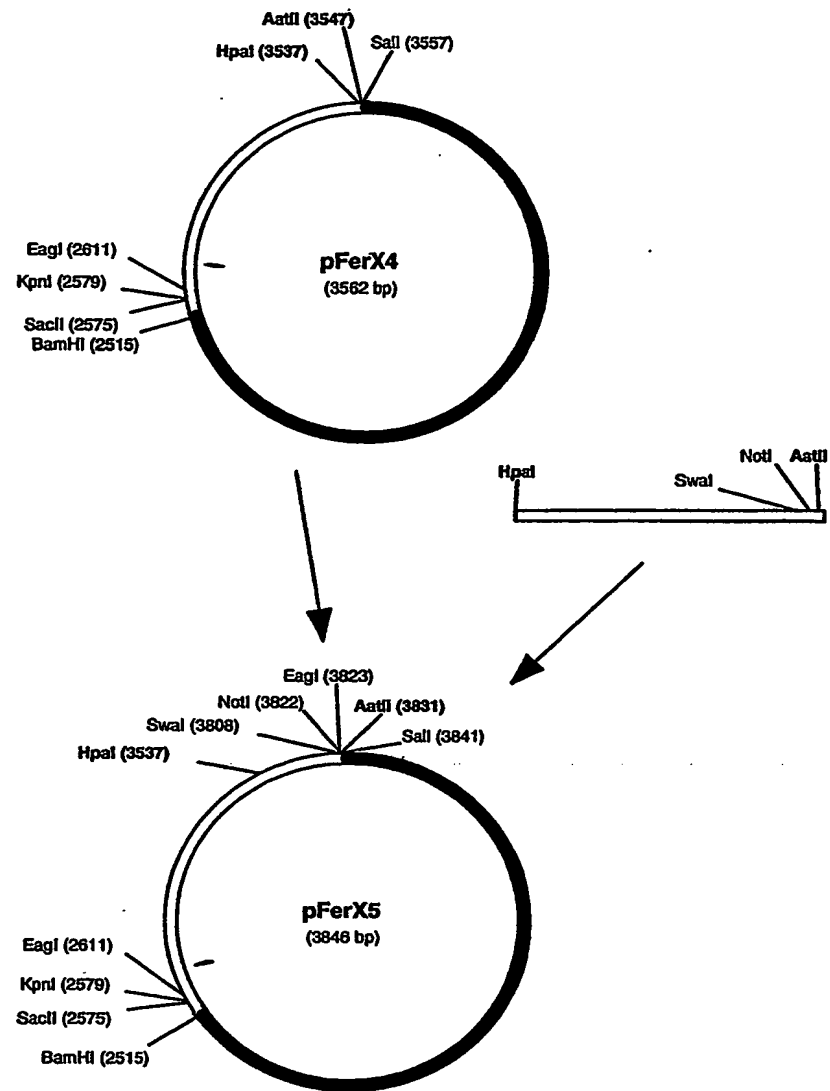 AatII (3547)
HpaI (3537)
SalI (3557)
EagI (2611)
KpnI (2579)
SacII (2575)
BamHI (2515)
pFerX4
(3562 bp)
HpaI
SwaI
NotI
AatII
EagI (3823)
NotI (3822)
AatII (3831)
SwaI (3808)
SalI (3841)
HpaI (3537)
pFerX5
(3846 bp)
EagI (2611)
KpnI (2579)
SacII (2575)
BamHI (2515)